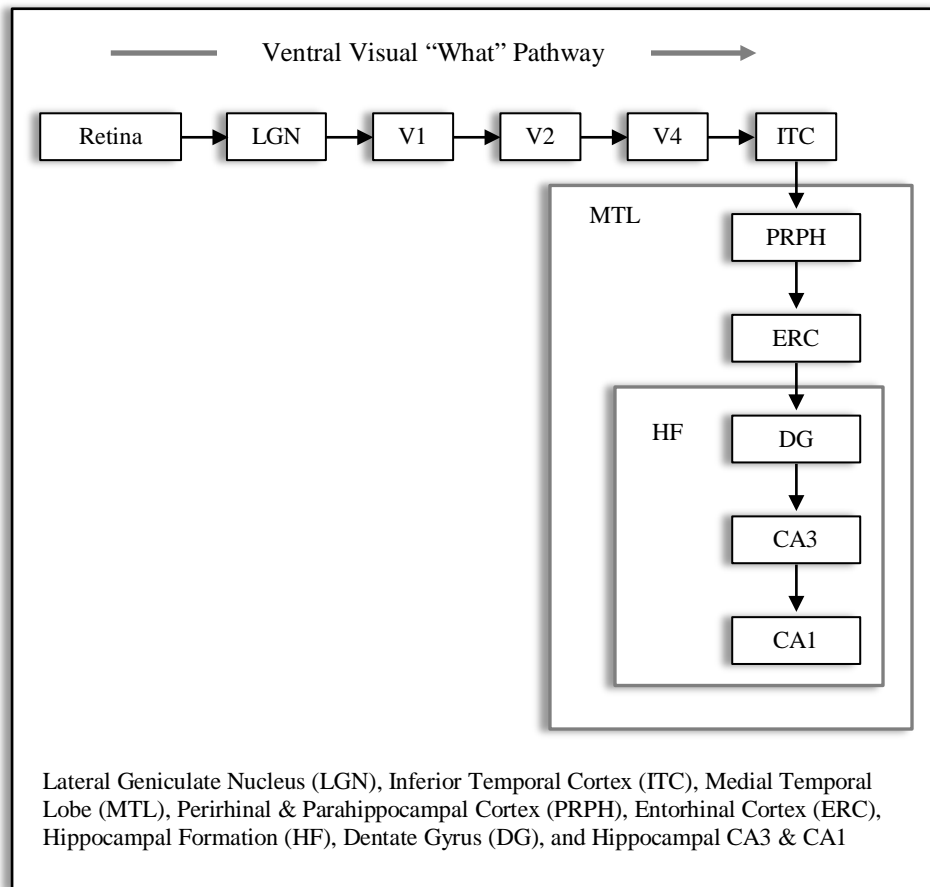 Ventral Visual “What” Pathway
Retina LGN V1 V2 V4 ITC
MTL
PRPH
ERC
HF
DG
CA3
CA1
Lateral Geniculate Nucleus (LGN), Inferior Temporal Cortex (ITC), Medial Temporal
Lobe (MTL), Perirhinal & Parahippocampal Cortex (PRPH), Entorhinal Cortex (ERC),
Hippocampal Formation (HF), Dentate Gyrus (DG), and Hippocampal CA3 & CA1